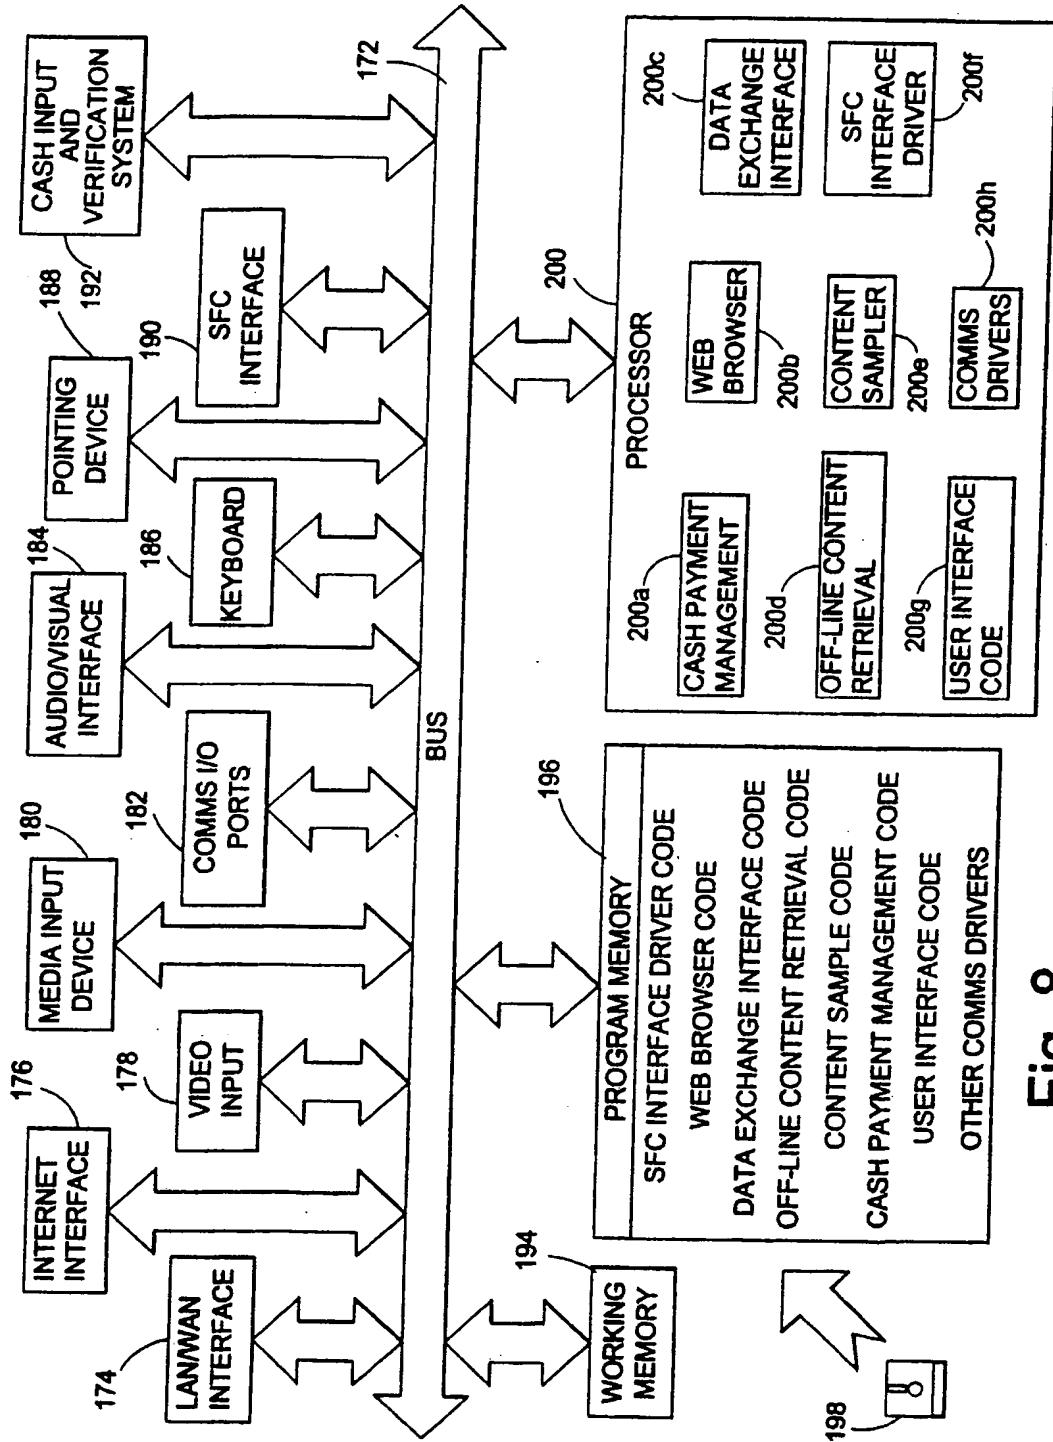 174
LAN/WAN
INTERFACE
176
INTERNET
INTERFACE
178
VIDEO
INPUT
180
MEDIA INPUT
DEVICE
182
COMMS I/O
PORTS
184
AUDIO/VISUAL
INTERFACE
186
KEYBOARD
188
POINTING
DEVICE
190
SFC
INTERFACE
192'
CASH INPUT
AND
VERIFICATION
SYSTEM
BUS
172
194
WORKING
MEMORY
196
PROGRAM MEMORY
SFC INTERFACE DRIVER CODE
WEB BROWSER CODE
DATA EXCHANGE INTERFACE CODE
OFF-LINE CONTENT RETRIEVAL CODE
CONTENT SAMPLE CODE
CASH PAYMENT MANAGEMENT CODE
USER INTERFACE CODE
OTHER COMMS DRIVERS
198
200
PROCESSOR
200a
CASH PAYMENT
MANAGEMENT
WEB
BROWSER
200b
200c
DATA
EXCHANGE
INTERFACE
200d
OFF-LINE CONTENT
RETRIEVAL
CONTENT
SAMPLER
200e
SFC
INTERFACE
DRIVER
200f
200g
USER INTERFACE
CODE
COMMS
DRIVERS
200h